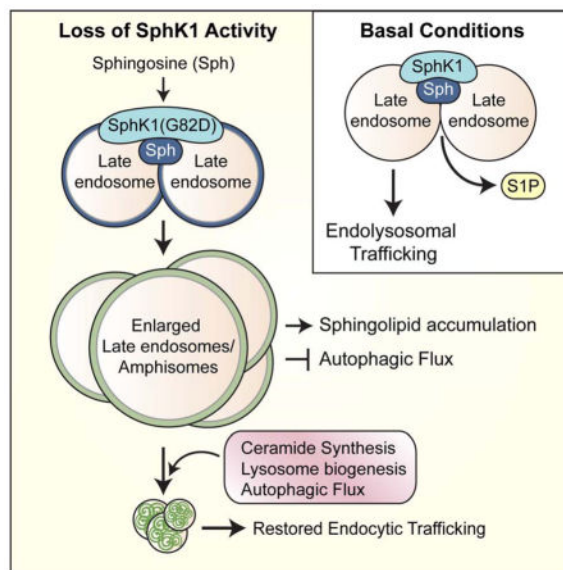 Loss of SphK1 Activity
Sphingosine (Sph)
SphK1(G82D)
Sph
Late
endosome
Late
endosome
Enlarged
Late endosomes/
Amphisomes
Sphingolipid accumulation
Autophagic Flux
Ceramide Synthesis
Lysosome biogenesis
Autophagic Flux
Restored Endocytic Trafficking
Basal Conditions
SphK1
Sph
Late
endosome
Late
endosome
S1P
Endolysosomal
Trafficking